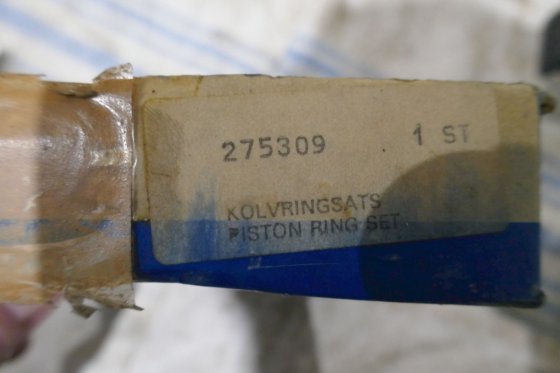 275309 1 ST
KOLVRINGSATS
PISTON RING SET